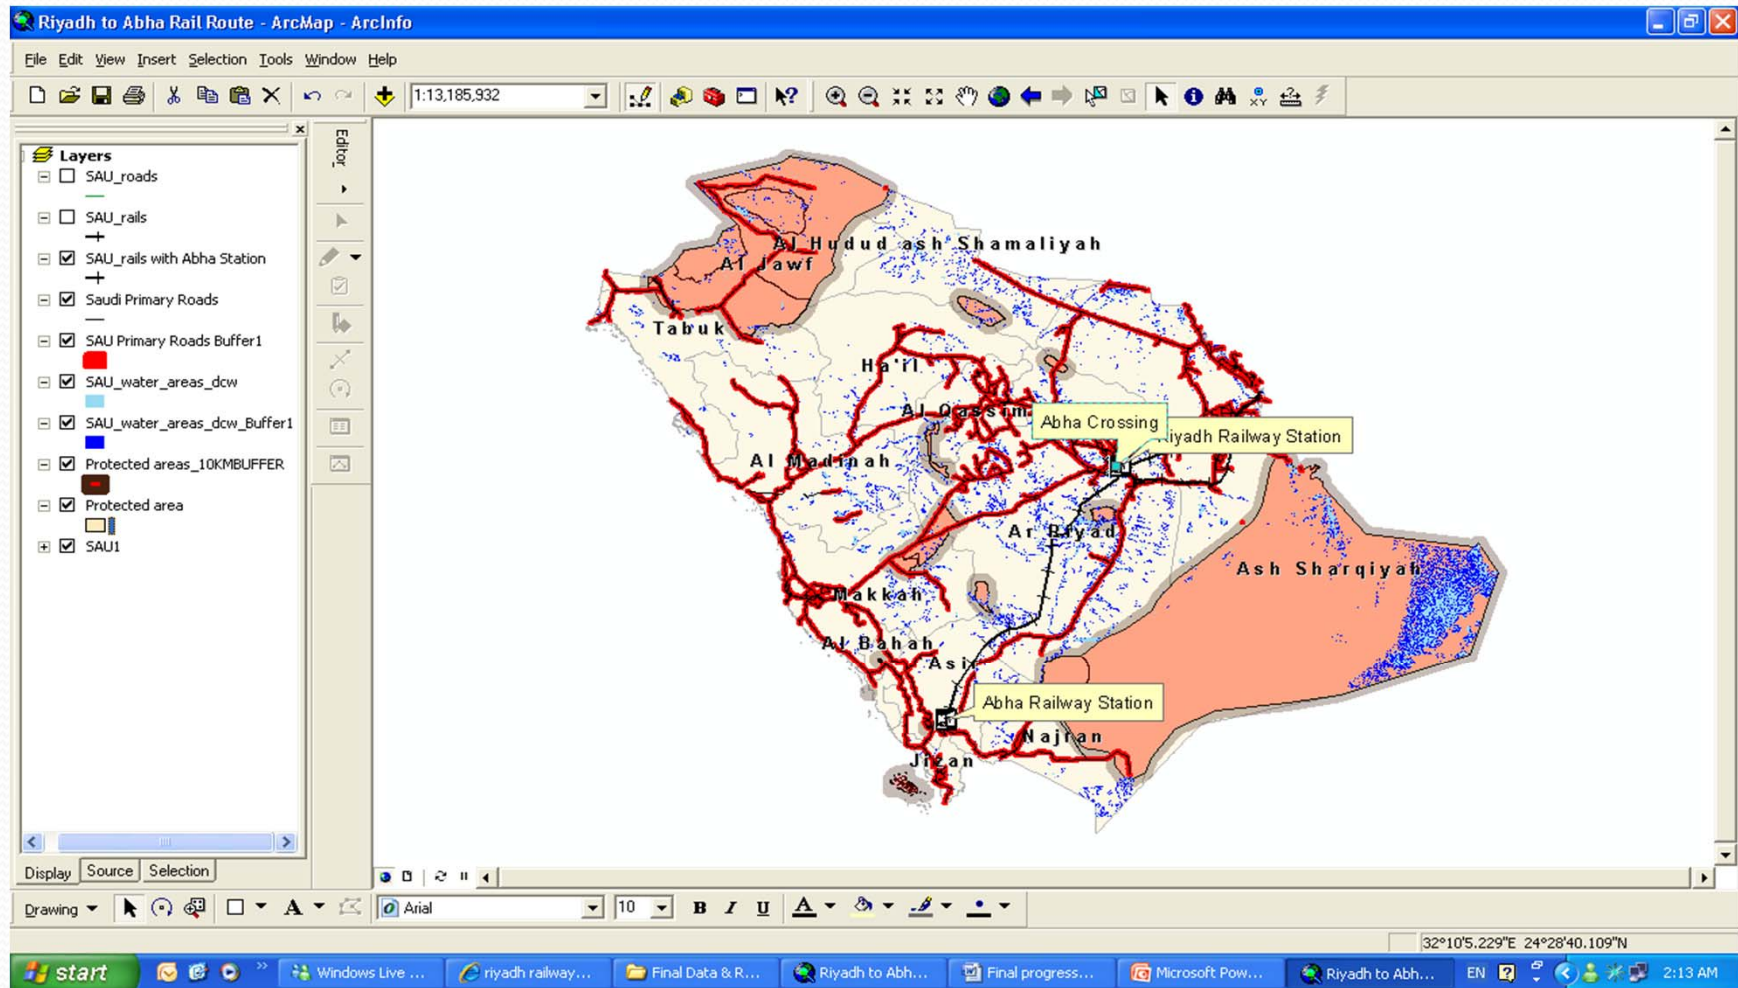 Riyadh to Abha Rail Route - ArcMap - ArcInfo
File Edit View Insert Selection Tools Window Help
1:13,185,932
Layers
SAU_roads
SAU_rails
SAU_rails with Abha Station
Saudi Primary Roads
SAU Primary Roads Buffer1
SAU_water_areas_dcw
SAU_water_areas_dcw_Buffer1
Protected areas_10KMBUFFER
Protected area
SAU1
Editor
Al Hudud ash Shamaliyah
Al Jawf
Tabuk
Ha'il
Al Qassim
Abha Crossing
iyadh Railway Station
Al Madinah
Ar Riyad
Ash Sharqiyah
Makkah
Al Bahah
Asir
Abha Railway Station
Najran
Jizan
Display Source Selection
Drawing A Arial 10 B I U A
32°10'5.229"E 24°28'40.109"N
start Windows Live ... riyadh railway... Final Data & R... Riyadh to Abh... Final progress... Microsoft Pow... Riyadh to Abh... EN 2:13 AM